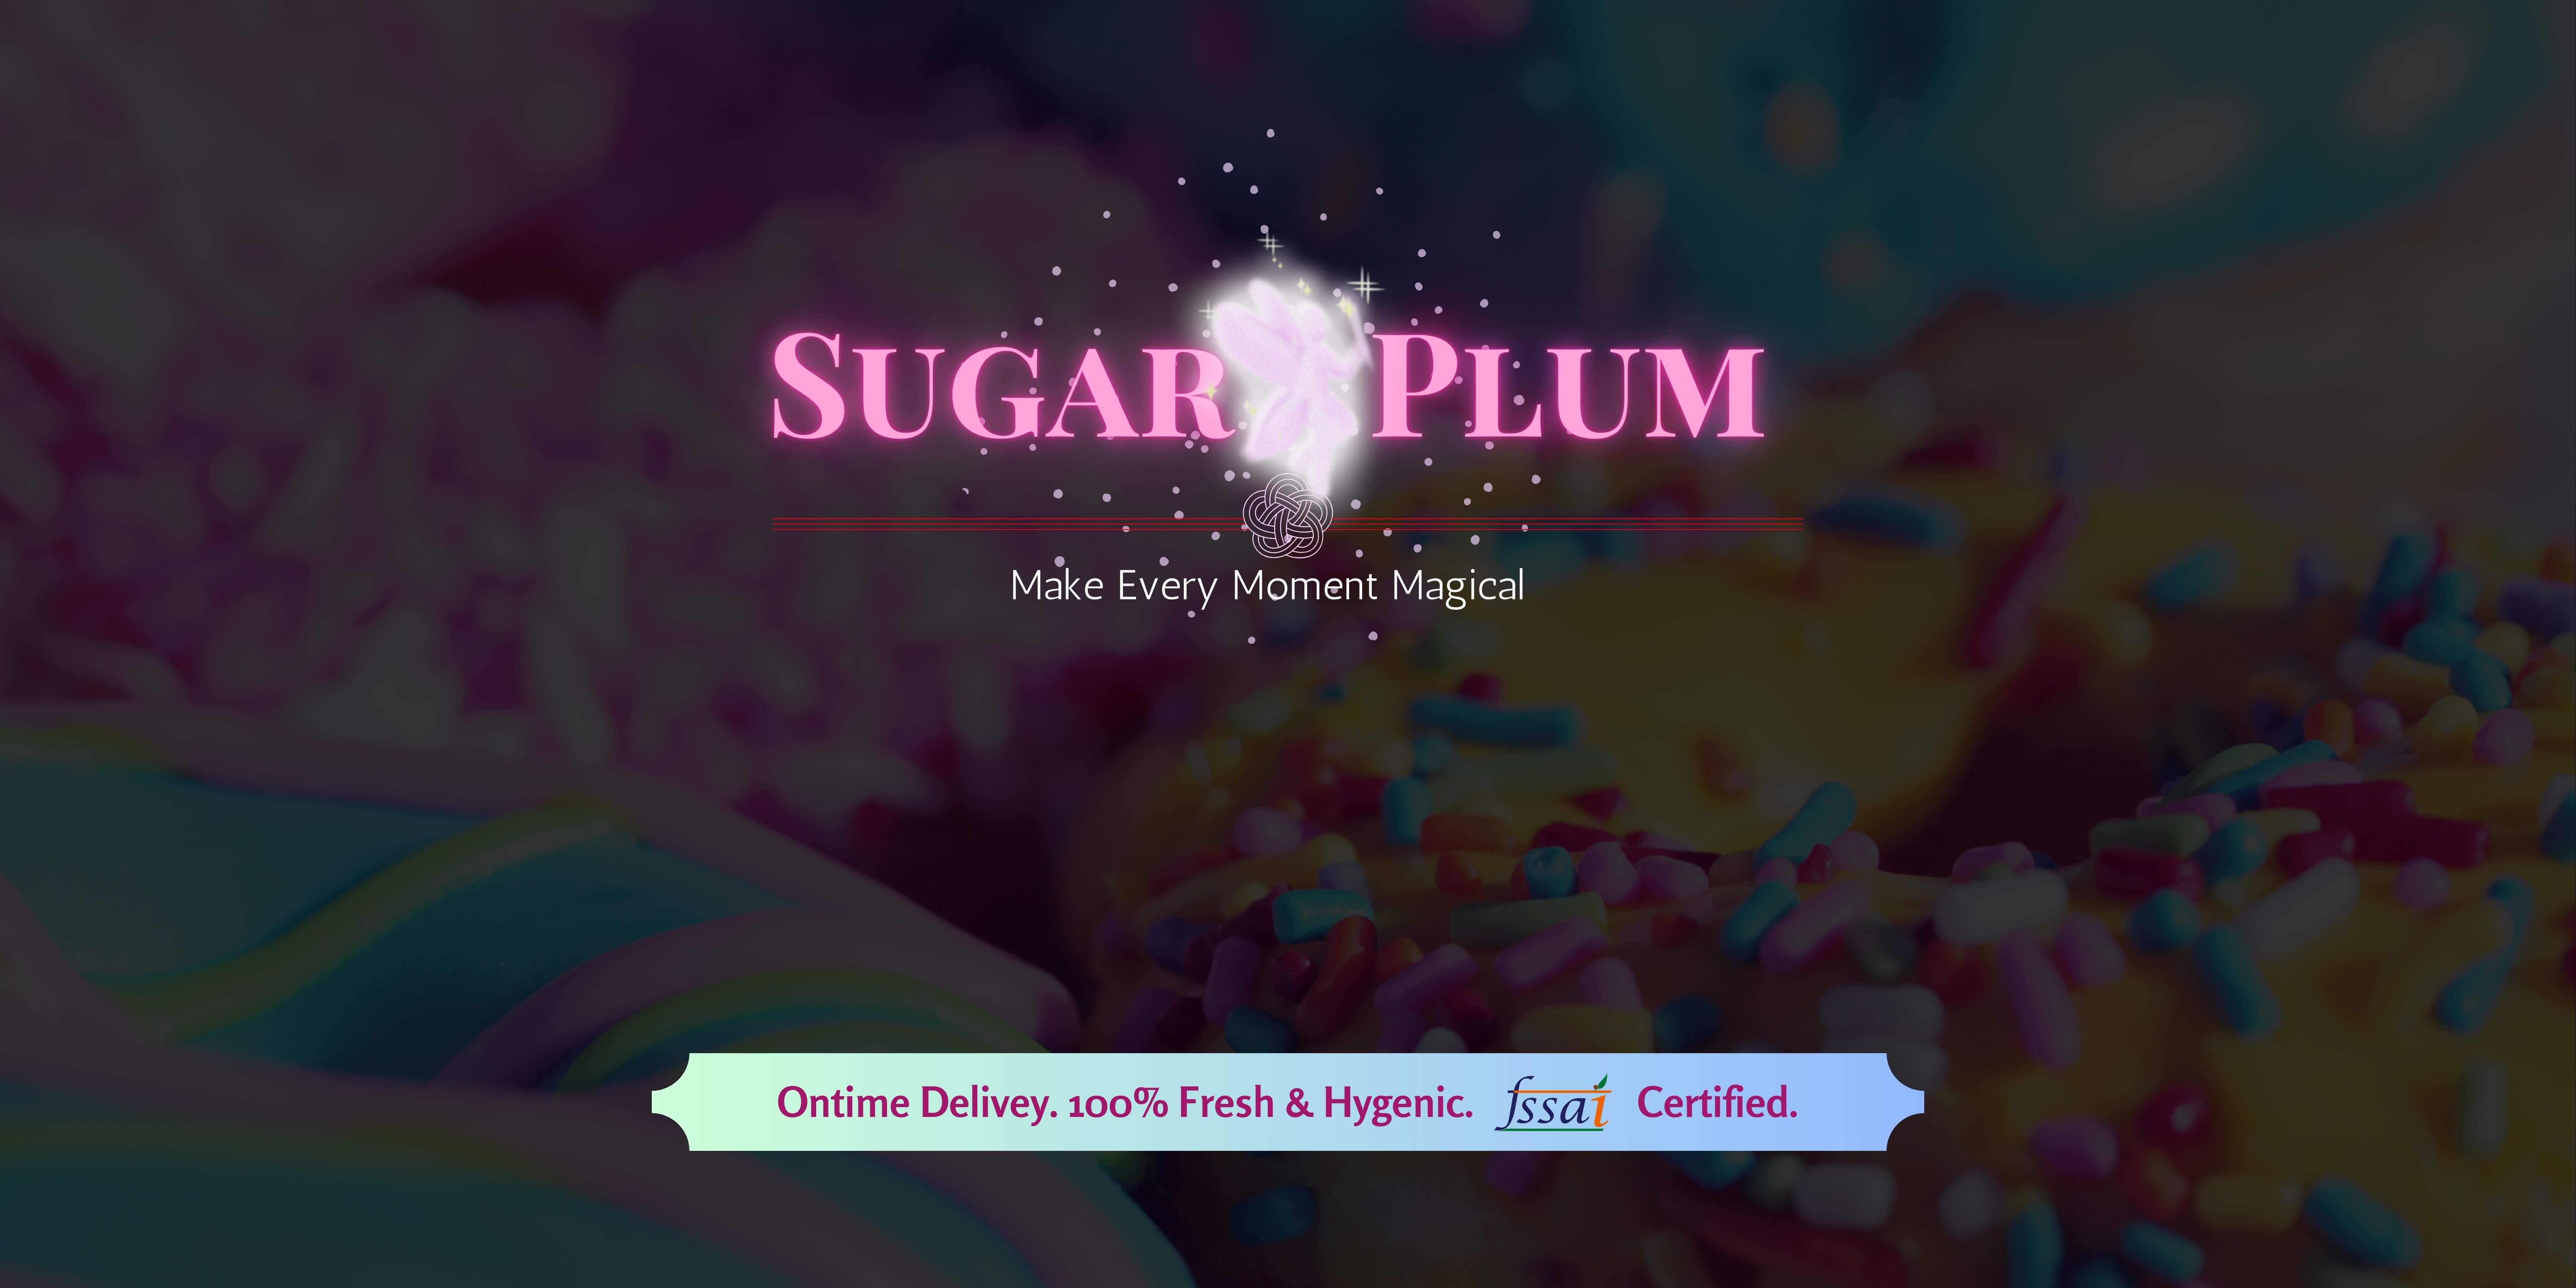 SUGAR PLUM
Make Every Moment Magical
Ontime Delivey. 100% Fresh & Hygenic. fssai Certified.